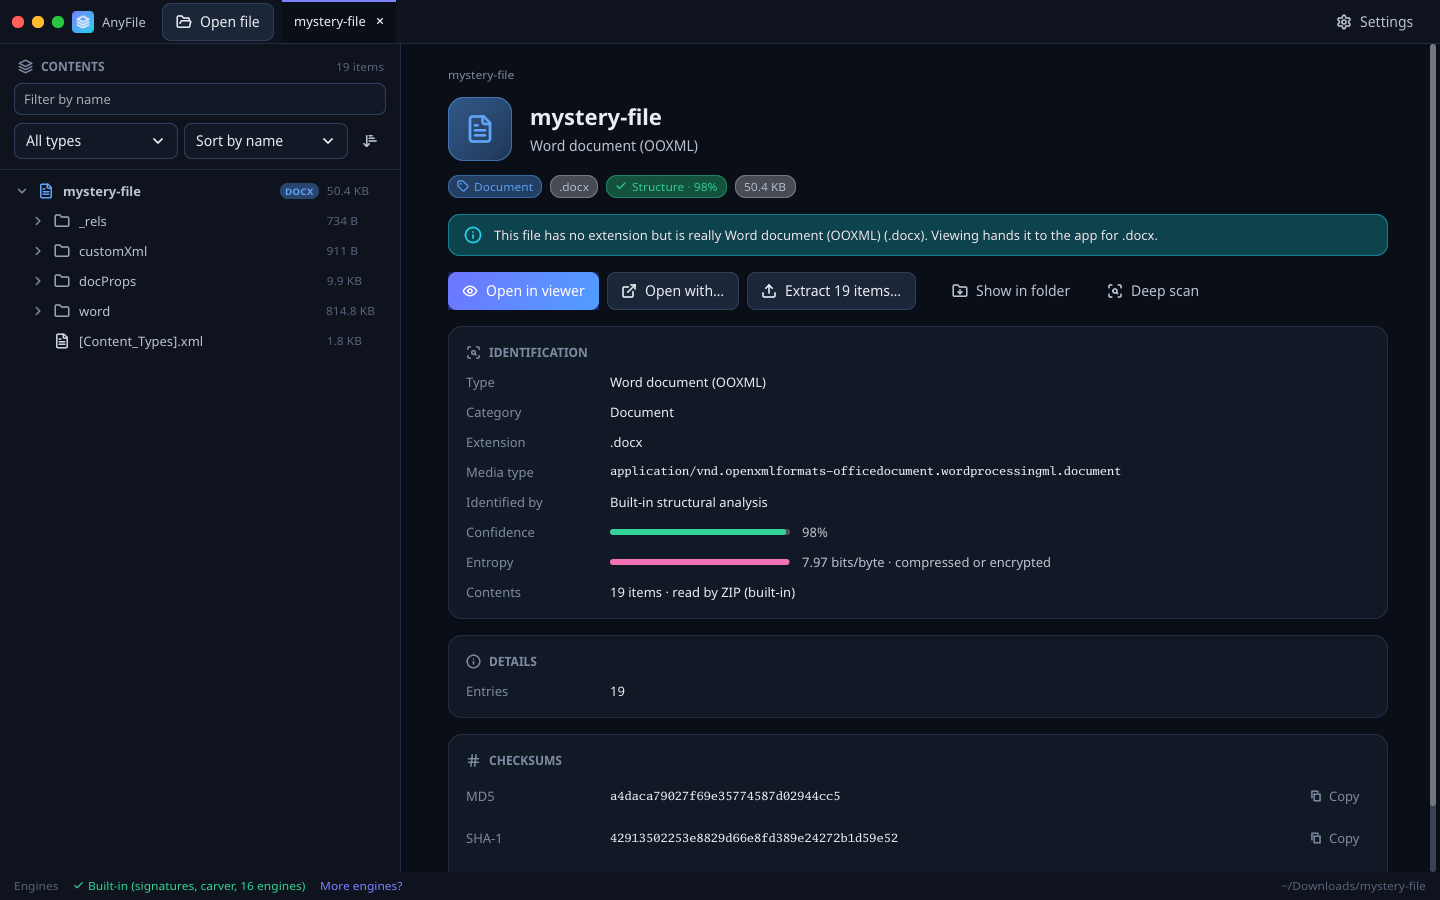 AnyFile
Open file
mystery-file ×
Settings
CONTENTS
19 items
Filter by name
All types
Sort by name
mystery-file DOCX 50.4 KB
_rels 734 B
customXml 911 B
docProps 9.9 KB
word 814.8 KB
[Content_Types].xml 1.8 KB
mystery-file
mystery-file
Word document (OOXML)
Document .docx Structure · 98% 50.4 KB
This file has no extension but is really Word document (OOXML) (.docx). Viewing hands it to the app for .docx.
Open in viewer Open with... Extract 19 items... Show in folder Deep scan
IDENTIFICATION
Type Word document (OOXML)
Category Document
Extension .docx
Media type application/vnd.openxmlformats-officedocument.wordprocessingml.document
Identified by Built-in structural analysis
Confidence 98%
Entropy 7.97 bits/byte · compressed or encrypted
Contents 19 items · read by ZIP (built-in)
DETAILS
Entries 19
CHECKSUMS
MD5 a4daca79027f69e35774587d02944cc5 Copy
SHA-1 42913502253e8829d66e8fd389e24272b1d59e52 Copy
Engines Built-in (signatures, carver, 16 engines) More engines? ~/Downloads/mystery-file